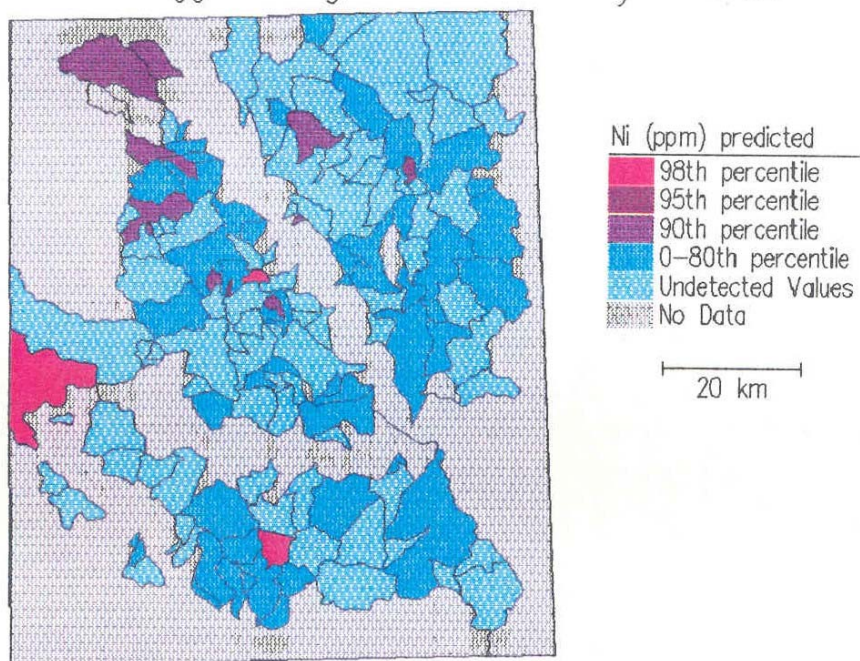 Ni (ppm) predicted
98th percentile
95th percentile
90th percentile
0-80th percentile
Undetected Values
No Data
20 km